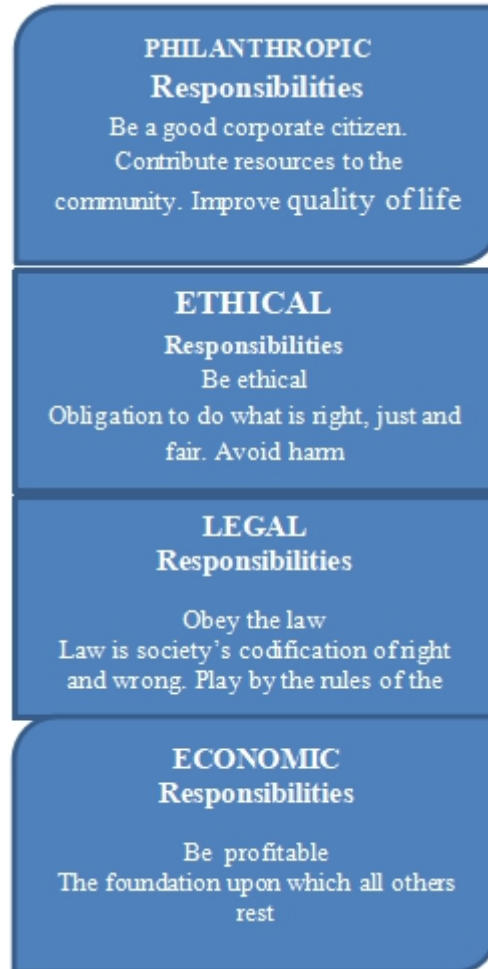 PHILANTHROPIC
Responsibilities
Be a good corporate citizen.
Contribute resources to the
community. Improve quality of life
ETHICAL
Responsibilities
Be ethical
Obligation to do what is right, just and
fair. Avoid harm
LEGAL
Responsibilities
Obey the law
Law is society’s codification of right
and wrong. Play by the rules of the
ECONOMIC
Responsibilities
Be profitable
The foundation upon which all others
rest